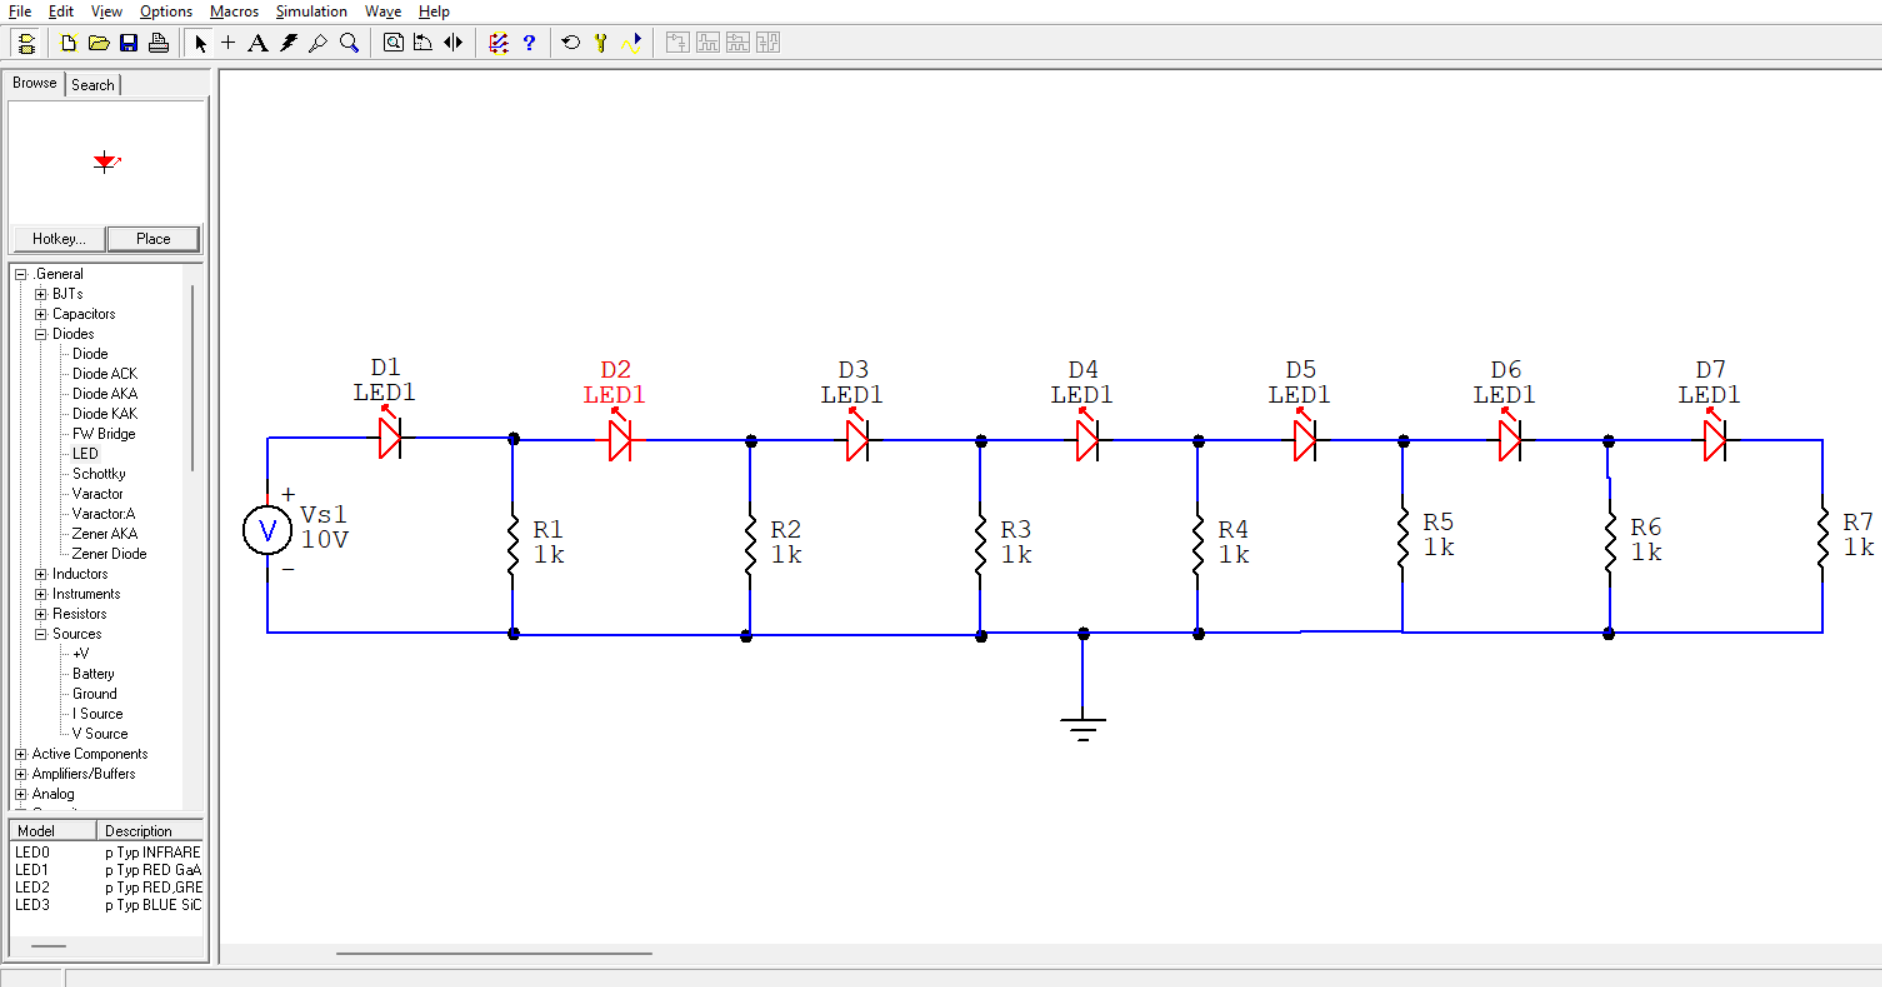 File Edit View Options Macros Simulation Wave Help
A ?
Browse Search
Hotkey... Place
.General
BJTs
Capacitors
Diodes
Diode
Diode ACK
Diode AKA
Diode KAK
FW Bridge
LED
Schottky
Varactor
Varactor:A
Zener AKA
Zener Diode
Inductors
Instruments
Resistors
Sources
+V
Battery
Ground
I Source
V Source
Active Components
Amplifiers/Buffers
Analog
Model Description
LED0 p Typ INFRARE
LED1 p Typ RED GaA
LED2 p Typ RED,GRE
LED3 p Typ BLUE SiC
D1 D2 D3 D4 D5 D6 D7
LED1 LED1 LED1 LED1 LED1 LED1 LED1
+
V
−
Vs1 R1 R2 R3 R4 R5 R6 R7
10V 1k 1k 1k 1k 1k 1k 1k